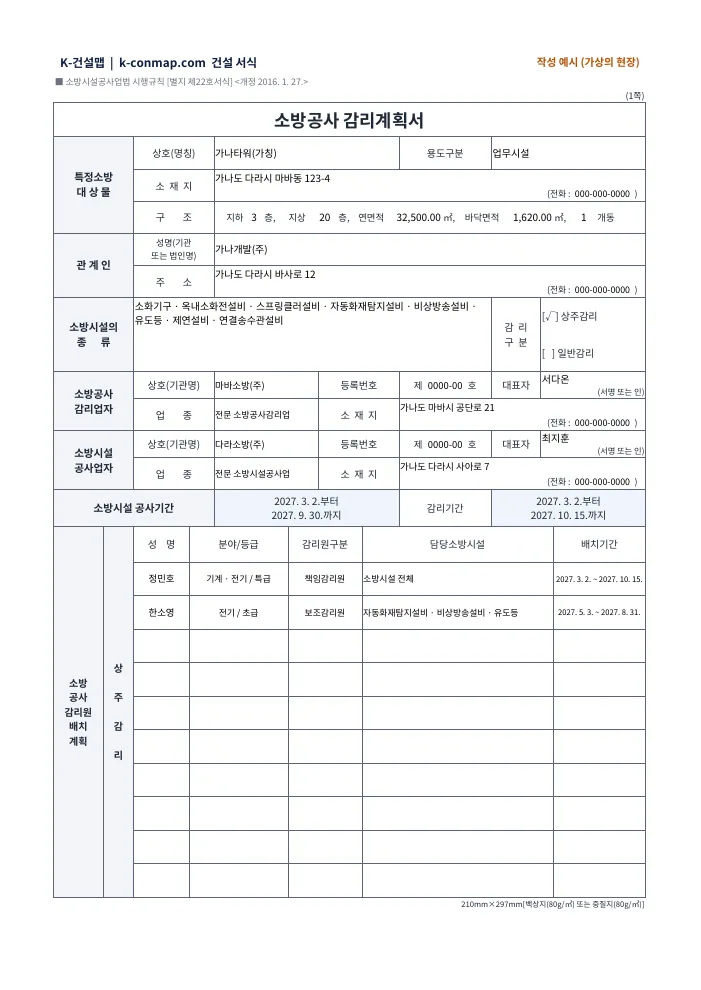 K-건설맵 | k-conmap.com 건설 서식
작성 예시 (가상의 현장)
■ 소방시설공사업법 시행규칙 [별지 제22호서식] <개정 2016. 1. 27.>
(1쪽)
소방공사 감리계획서
특정소방
대 상 물
상호(명칭)
가나타워(가칭)
용도구분
업무시설
소 재 지
가나도 다라시 마바동 123-4
(전화 : 000-000-0000 )
구 조
지하 3 층, 지상 20 층, 연면적 32,500.00 ㎡, 바닥면적 1,620.00 ㎡, 1 개동
관 계 인
성명(기관
또는 법인명)
가나개발(주)
주 소
가나도 다라시 바사로 12
(전화 : 000-000-0000 )
소방시설의
종 류
소화기구 · 옥내소화전설비 · 스프링클러설비 · 자동화재탐지설비 · 비상방송설비 ·
유도등 · 제연설비 · 연결송수관설비
감 리
구 분
[√] 상주감리
[ ] 일반감리
소방공사
감리업자
상호(기관명)
마바소방(주)
등록번호
제 0000-00 호
대표자
서다온
(서명 또는 인)
업 종
전문 소방공사감리업
소 재 지
가나도 마바시 공단로 21
(전화 : 000-000-0000 )
소방시설
공사업자
상호(기관명)
다라소방(주)
등록번호
제 0000-00 호
대표자
최지훈
(서명 또는 인)
업 종
전문 소방시설공사업
소 재 지
가나도 다라시 사아로 7
(전화 : 000-000-0000 )
소방시설 공사기간
2027. 3. 2.부터
2027. 9. 30.까지
감리기간
2027. 3. 2.부터
2027. 10. 15.까지
소방
공사
감리원
배치
계획
상
주
감
리
성 명
분야/등급
감리원구분
담당소방시설
배치기간
정민호
기계 · 전기 / 특급
책임감리원
소방시설 전체
2027. 3. 2. ~ 2027. 10. 15.
한소영
전기 / 초급
보조감리원
자동화재탐지설비 · 비상방송설비 · 유도등
2027. 5. 3. ~ 2027. 8. 31.
210mm×297mm[백상지(80g/㎡) 또는 중질지(80g/㎡)]